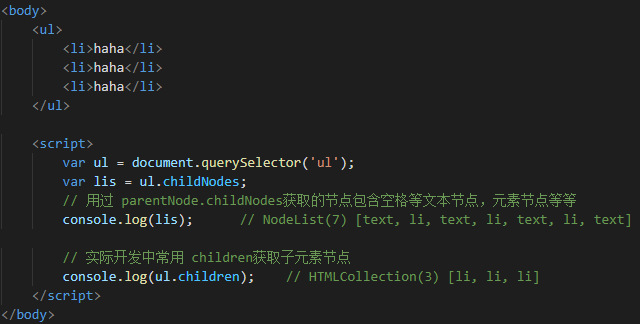 <body>
    <ul>
        <li>haha</li>
        <li>haha</li>
        <li>haha</li>
    </ul>

    <script>
        var ul = document.querySelector('ul');
        var lis = ul.childNodes;
        // 用过 parentNode.childNodes获取的节点包含空格等文本节点，元素节点等等
        console.log(lis);      // NodeList(7) [text, li, text, li, text, li, text]

        // 实际开发中常用 children获取子元素节点
        console.log(ul.children);    // HTMLCollection(3) [li, li, li]
    </script>
</body>